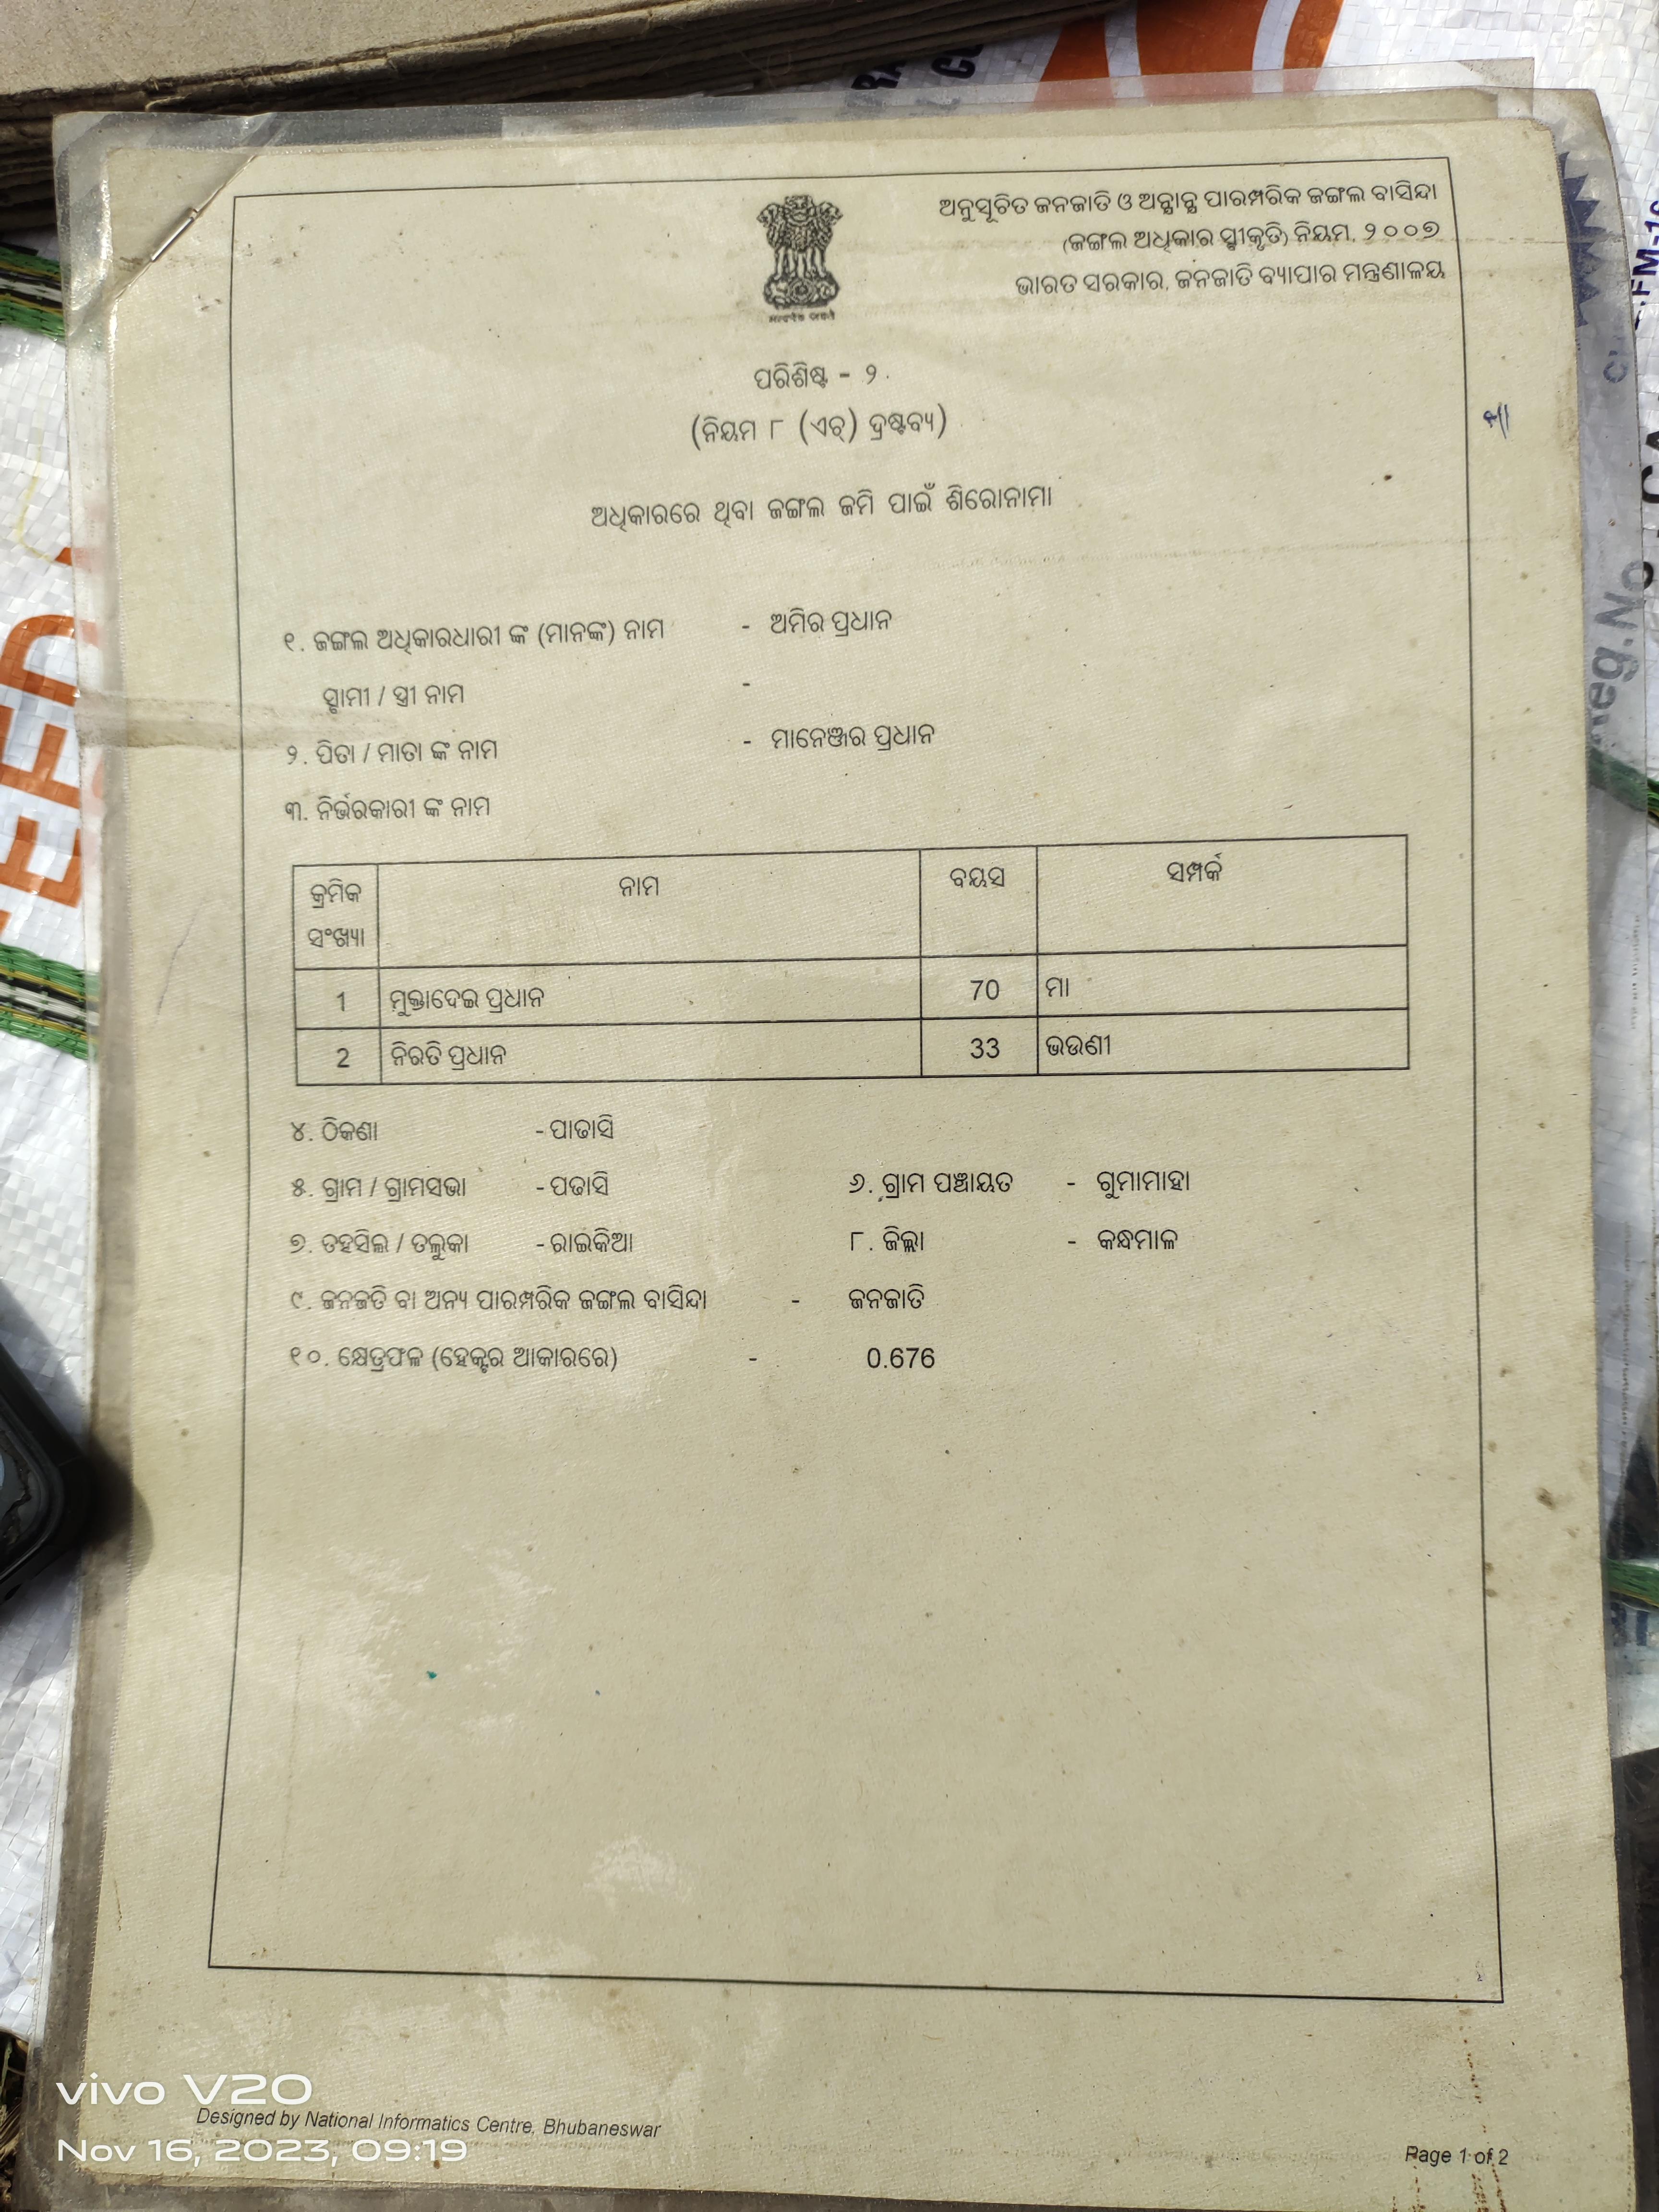 ଅନୁସୂଚିତ ଜନଜାତି ଓ ଅନ୍ଯାନ୍ଯ ପାରମ୍ପରିକ ଜଙ୍ଗଲ ବାସିନ୍ଦା
(ଜଙ୍ଗଲ ଅଧିକାର ସ୍ବୀକୃତି) ନିୟମ, ୨୦୦୭
ଭାରତ ସରକାର, ଜନଜାତି ବ୍ୟାପାର ମନ୍ତ୍ରଣାଳୟ
ପରିଶିଷ୍ଟ - ୨
(ନିୟମ ୮ (ଏଚ୍) ଦ୍ରଷ୍ଟବ୍ୟ)
ଅଧିକାରରେ ଥିବା ଜଙ୍ଗଲ ଜମି ପାଇଁ ଶିରୋନାମା
୧. ଜଙ୍ଗଲ ଅଧିକାରଧାରୀ ଙ୍କ (ମାନଙ୍କ) ନାମ - ଅମିର ପ୍ରଧାନ
ସ୍ବାମୀ / ସ୍ତ୍ରୀ ନାମ -
୨. ପିତା / ମାତା ଙ୍କ ନାମ - ମାନେଞ୍ଜର ପ୍ରଧାନ
୩. ନିର୍ଭରକାରୀ ଙ୍କ ନାମ
କ୍ରମିକ ସଂଖ୍ୟା ନାମ ବୟସ ସମ୍ପର୍କ
1 ମୁକ୍ତାଦେଇ ପ୍ରଧାନ 70 ମା
2 ନିରତି ପ୍ରଧାନ 33 ଭଉଣୀ
୪. ଠିକଣା - ପାଢାସି
୫. ଗ୍ରାମ / ଗ୍ରାମସଭା - ପଢାସି ୬. ଗ୍ରାମ ପଞ୍ଚାୟତ - ଗୁମାମାହା
୭. ତହସିଲ / ତଲୁକା - ରାଇକିଆ ୮. ଜିଲ୍ଲା - କନ୍ଧମାଳ
୯. ଜନଜତି ବା ଅନ୍ୟ ପାରମ୍ପରିକ ଜଙ୍ଗଲ ବାସିନ୍ଦା - ଜନଜାତି
୧୦. କ୍ଷେତ୍ରଫଳ (ହେକ୍ଟର ଆକାରରେ) - 0.676
vivo V20
Designed by National Informatics Centre, Bhubaneswar
Nov 16, 2023, 09:19
Page 1 of 2